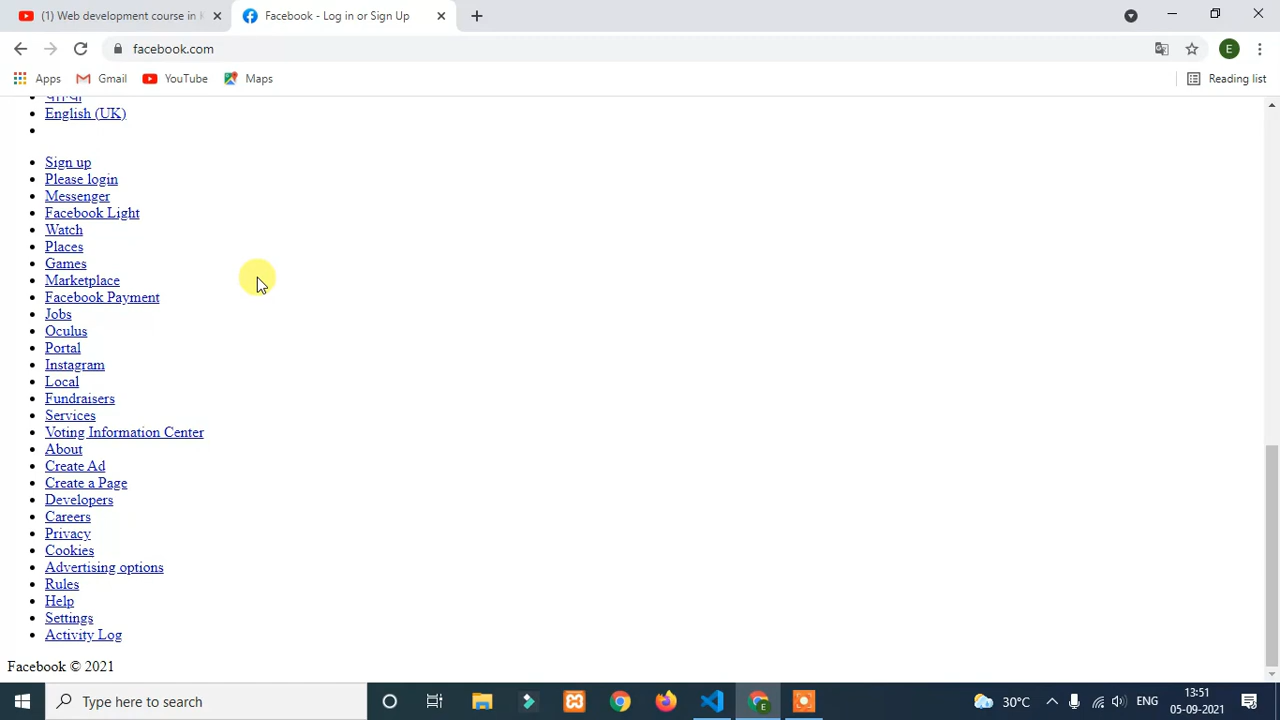 (1) Web development course in
Facebook - Log in or Sign Up
facebook.com
E
Apps
Gmail
YouTube
Maps
Reading list
English (UK)
Sign up
Please login
Messenger
Facebook Light
Watch
Places
Games
Marketplace
Facebook Payment
Jobs
Oculus
Portal
Instagram
Local
Fundraisers
Services
Voting Information Center
About
Create Ad
Create a Page
Developers
Careers
Privacy
Cookies
Advertising options
Rules
Help
Settings
Activity Log
Facebook © 2021
Type here to search
30°C
ENG
13:51
05-09-2021